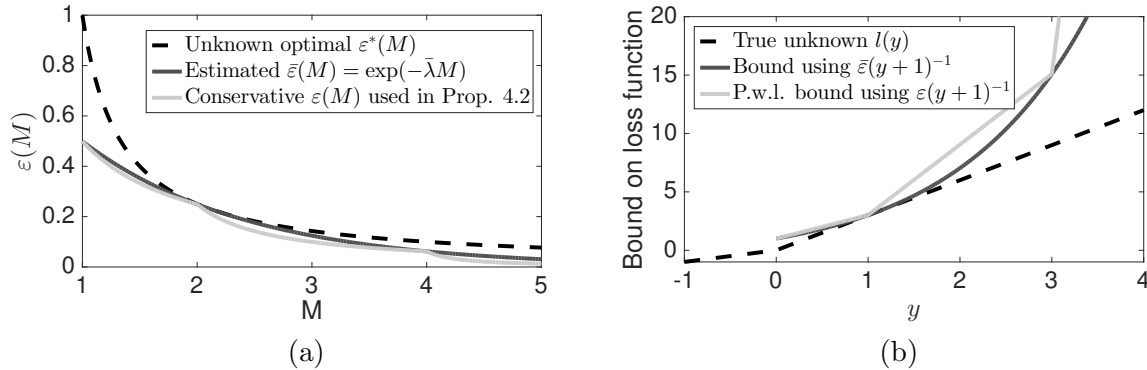 1
0.8
0.6
0.4
0.2
0
ε(M)
Unknown optimal ε*(M)
Estimated ε̄(M) = exp(−λ̄M)
Conservative ε(M) used in Prop. 4.2
1 2 3 4 5
M
(a)
20
15
10
5
0
Bound on loss function
True unknown l(y)
Bound using ε̄(y + 1)⁻¹
P.w.l. bound using ε(y + 1)⁻¹
-1 0 1 2 3 4
y
(b)